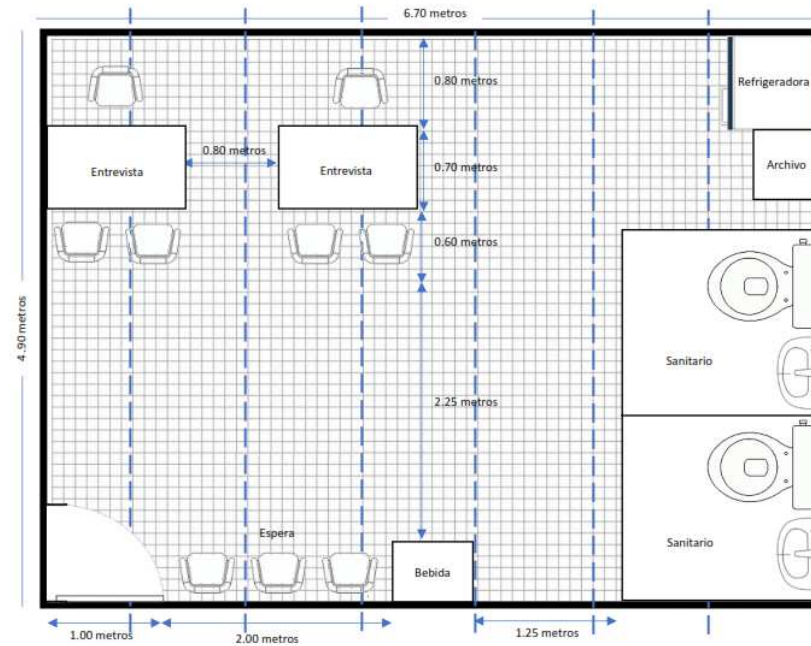 6.70 metros
0.80 metros
Refrigeradora
0.80 metros
Entrevista
Entrevista
0.70 metros
Archivo
0.60 metros
4.90 metros
Sanitario
2.25 metros
Espera
Sanitario
Bebida
1.00 metros
2.00 metros
1.25 metros